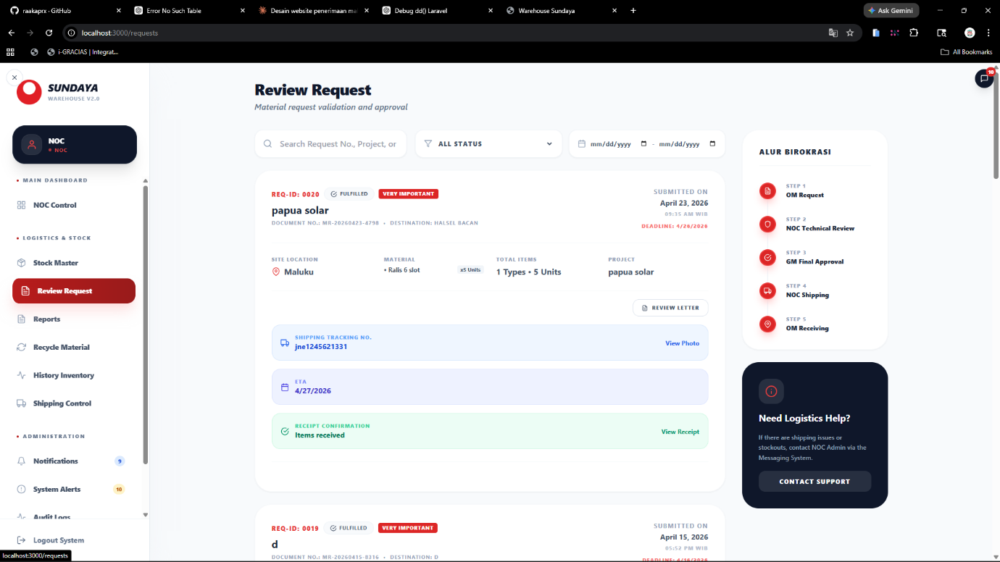 raakaprx · GitHub
Error No Such Table
Desain website penerimaan ma
Debug dd() Laravel
Warehouse Sundaya
Ask Gemini
localhost:3000/requests
i-GRACIAS | Integrat...
All Bookmarks
SUNDAYA
WAREHOUSE V2.0
NOC
NOC
MAIN DASHBOARD
NOC Control
LOGISTICS & STOCK
Stock Master
Review Request
Reports
Recycle Material
History Inventory
Shipping Control
ADMINISTRATION
Notifications 9
System Alerts 10
Audit Logs
Logout System
localhost:3000/requests
Review Request
Material request validation and approval
Search Request No., Project, or
ALL STATUS
mm/dd/yyyy - mm/dd/yyyy
REQ-ID: 0020 FULFILLED VERY IMPORTANT
papua solar
DOCUMENT NO.: MR-20260423-4798 • DESTINATION: HALSEL BACAN
SUBMITTED ON
April 23, 2026
09:35 AM WIB
DEADLINE: 4/26/2026
SITE LOCATION
Maluku
MATERIAL
• Ralis 6 slot x5 Units
TOTAL ITEMS
1 Types • 5 Units
PROJECT
papua solar
REVIEW LETTER
SHIPPING TRACKING NO.
jne1245621331
View Photo
ETA
4/27/2026
RECEIPT CONFIRMATION
Items received
View Receipt
REQ-ID: 0019 FULFILLED VERY IMPORTANT
d
DOCUMENT NO.: MR-20260415-8316 • DESTINATION: D
SUBMITTED ON
April 15, 2026
05:52 PM WIB
DEADLINE: 4/16/2026
10
ALUR BIROKRASI
STEP 1
OM Request
STEP 2
NOC Technical Review
STEP 3
GM Final Approval
STEP 4
NOC Shipping
STEP 5
OM Receiving
Need Logistics Help?
If there are shipping issues or
stockouts, contact NOC Admin via the
Messaging System.
CONTACT SUPPORT